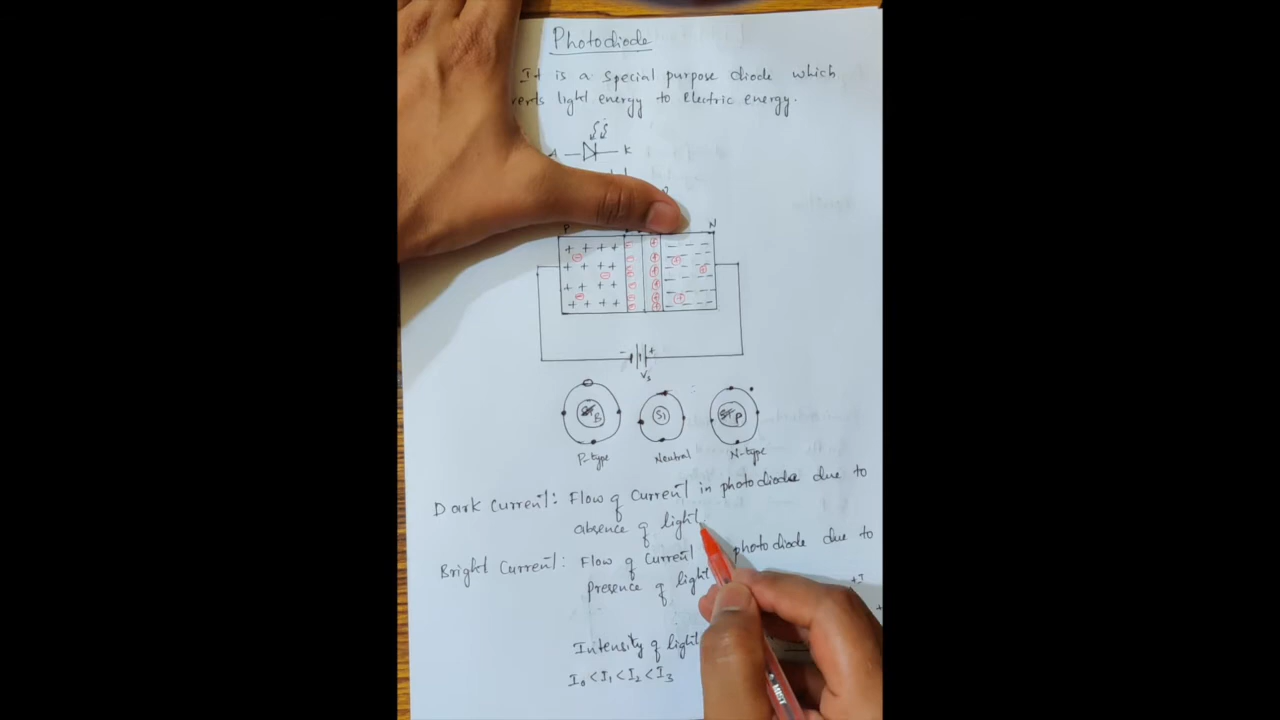 Photodiode
It is a special purpose diode which
light energy to electric energy.
A K
P N
- +
Vs
B Si P
P-type Neutral N-type
Dark Current: Flow of Current in photodiode due to
absence of light.
Bright Current: Flow of Current photodiode due to
Presence of light
+I
Intensity of light
I₀ < I₁ < I₂ < I₃